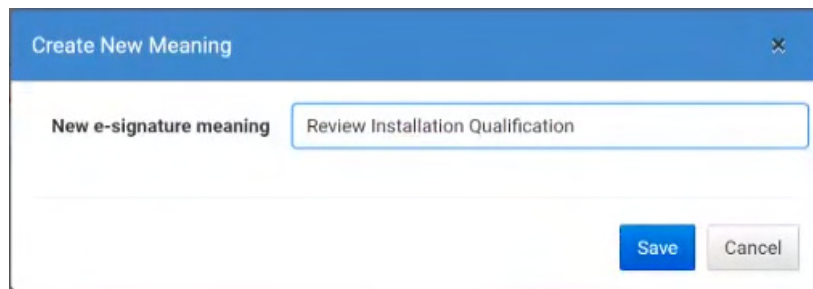 Create New Meaning
New e-signature meaning Review Installation Qualification
Save Cancel